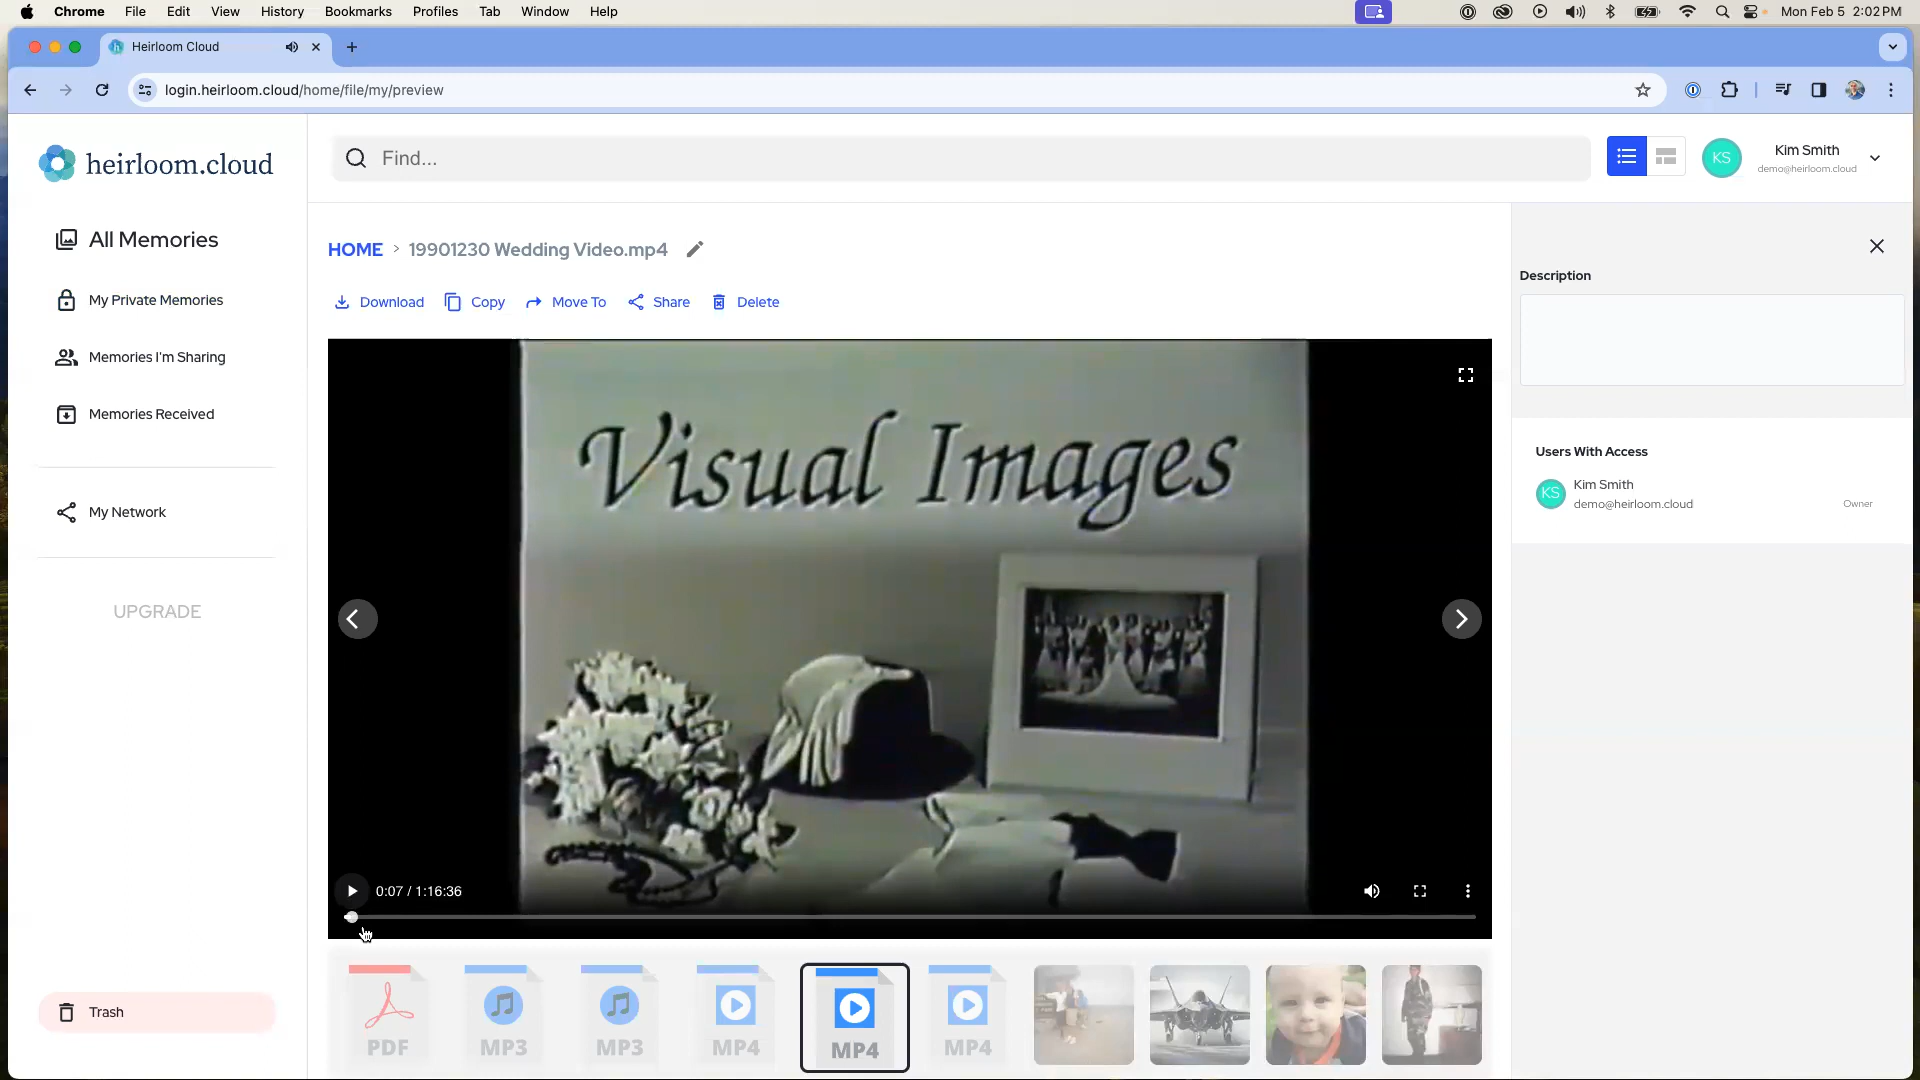 Chrome File Edit View History Bookmarks Profiles Tab Window Help
Mon Feb 5 2:02 PM
Heirloom Cloud
login.heirloom.cloud/home/file/my/preview
heirloom.cloud
Find...
KS
Kim Smith
demo@heirloom.cloud
All Memories
My Private Memories
Memories I'm Sharing
Memories Received
My Network
UPGRADE
Trash
HOME > 19901230 Wedding Video.mp4
Download Copy Move To Share Delete
Visual Images
0:07 / 1:16:36
PDF MP3 MP3 MP4 MP4 MP4
Description
Users With Access
KS
Kim Smith
demo@heirloom.cloud
Owner